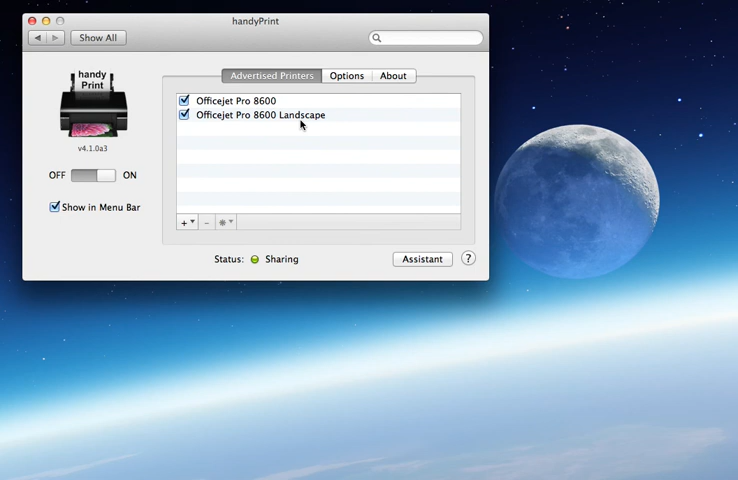 handyPrint
Show All
handy
Print
v4.1.0a3
OFF ON
Show in Menu Bar
Advertised Printers Options About
Officejet Pro 8600
Officejet Pro 8600 Landscape
+ −
Status: Sharing
Assistant ?